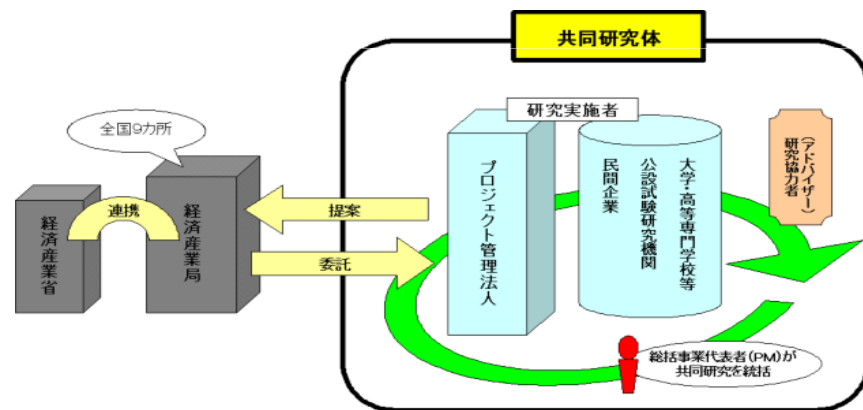 共同研究体
研究実施者
全国9カ所
経済産業省
連携
経済産業局
提案
委託
プロジェクト管理法人
大学・高等専門学校等
公設試験研究機関
民間企業
(アドバイザー)
研究協力者
総括事業代表者(PM)が
共同研究を統括